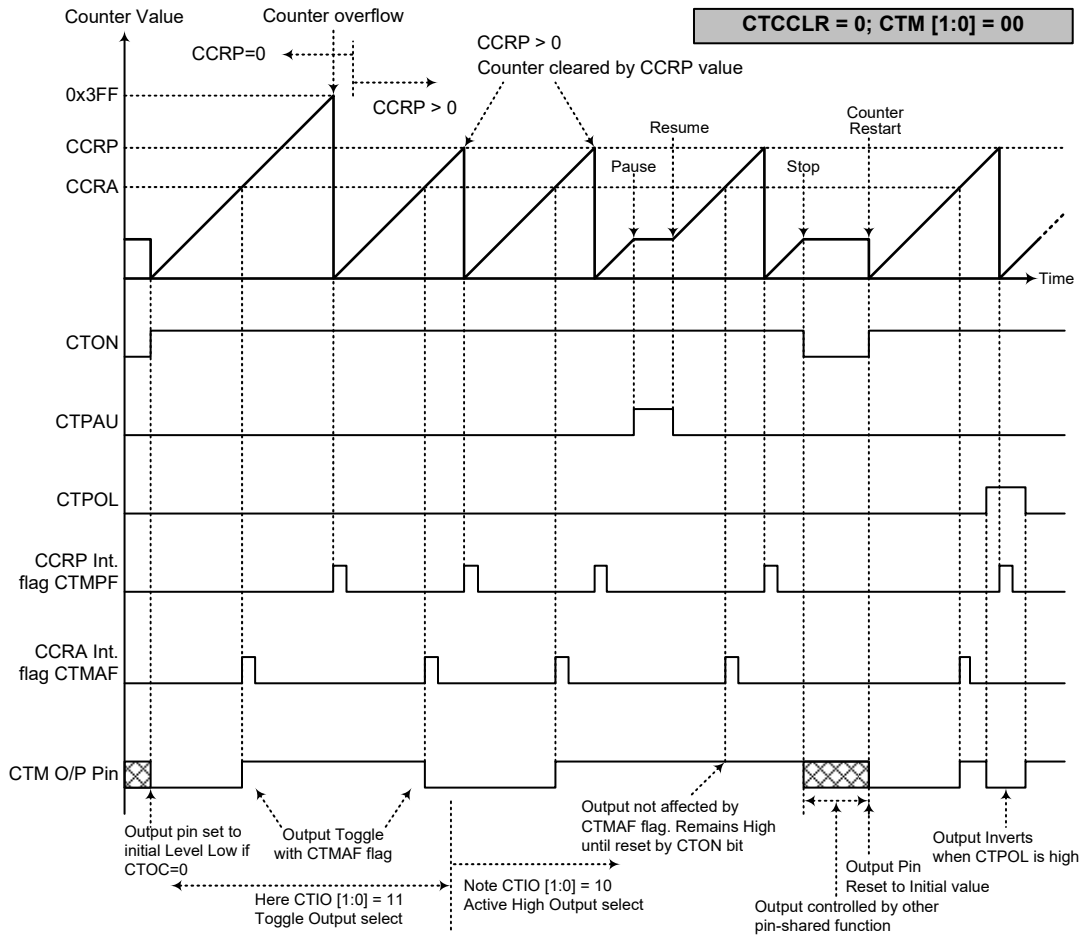 Counter Value
Counter overflow
CTCCLR = 0; CTM [1:0] = 00
CCRP=0
CCRP > 0
CCRP > 0
Counter cleared by CCRP value
0x3FF
CCRP
CCRA
Pause
Resume
Stop
Counter
Restart
Time
CTON
CTPAU
CTPOL
CCRP Int.
flag CTMPF
CCRA Int.
flag CTMAF
CTM O/P Pin
Output pin set to
initial Level Low if
CTOC=0
Output Toggle
with CTMAF flag
Here CTIO [1:0] = 11
Toggle Output select
Note CTIO [1:0] = 10
Active High Output select
Output not affected by
CTMAF flag. Remains High
until reset by CTON bit
Output controlled by other
pin-shared function
Output Pin
Reset to Initial value
Output Inverts
when CTPOL is high